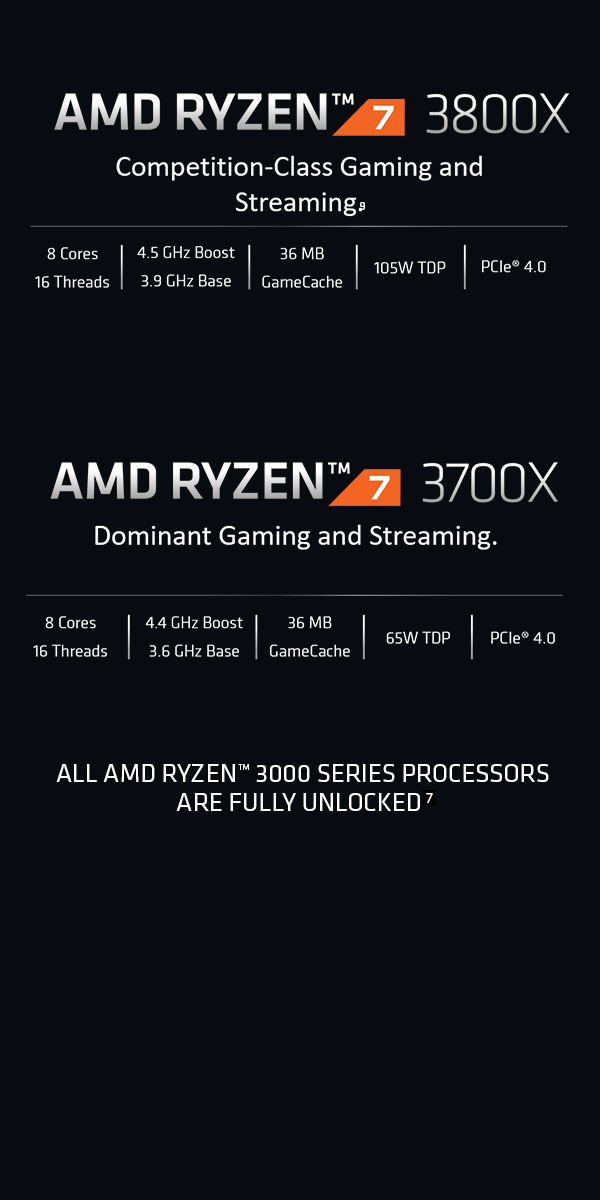 AMD RYZEN™ 7 3800X
Competition-Class Gaming and
Streaming.
8 Cores
16 Threads
4.5 GHz Boost
3.9 GHz Base
36 MB
GameCache
105W TDP
PCIe® 4.0
AMD RYZEN™ 7 3700X
Dominant Gaming and Streaming.
8 Cores
16 Threads
4.4 GHz Boost
3.6 GHz Base
36 MB
GameCache
65W TDP
PCIe® 4.0
ALL AMD RYZEN™ 3000 SERIES PROCESSORS
ARE FULLY UNLOCKED⁷